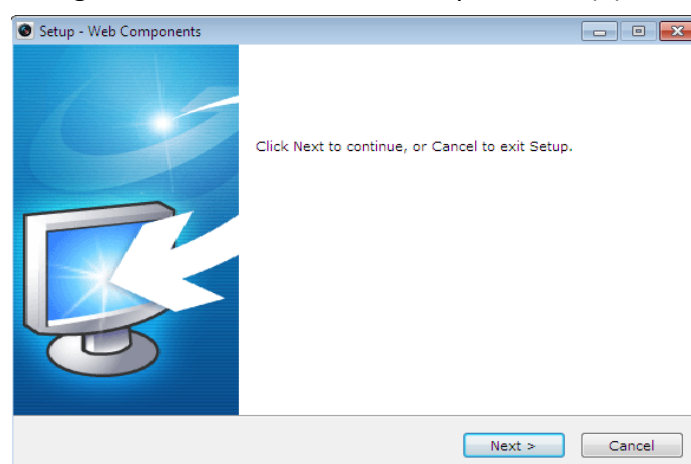 Setup - Web Components
Click Next to continue, or Cancel to exit Setup.
Next >
Cancel